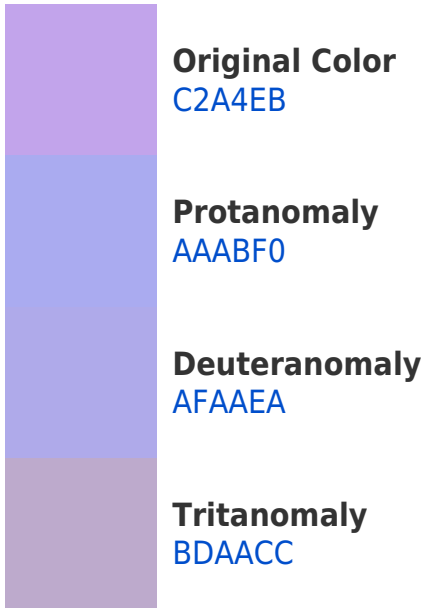 Original Color
C2A4EB
Protanomaly
AAABF0
Deuteranomaly
AFAAEA
Tritanomaly
BDAACC